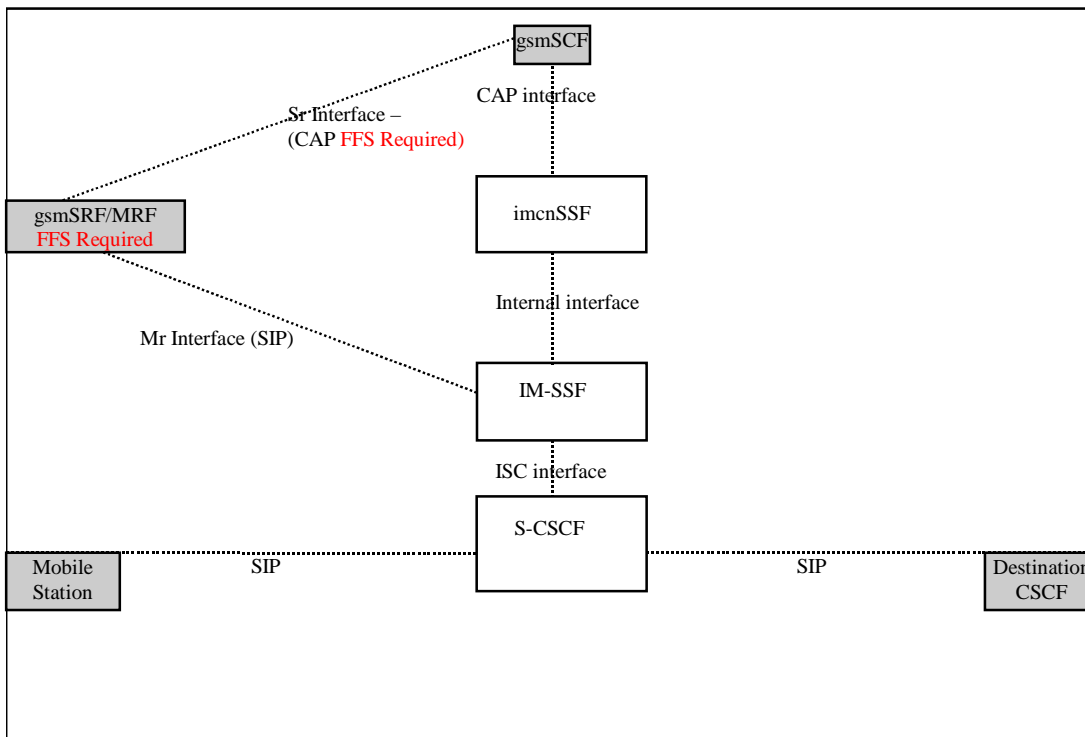 gsmSCF
CAP interface
Sr Interface –
(CAP FFS Required)
gsmSRF/MRF
FFS Required
imcnSSF
Internal interface
Mr Interface (SIP)
IM-SSF
ISC interface
S-CSCF
Mobile
Station
SIP
SIP
Destination
CSCF